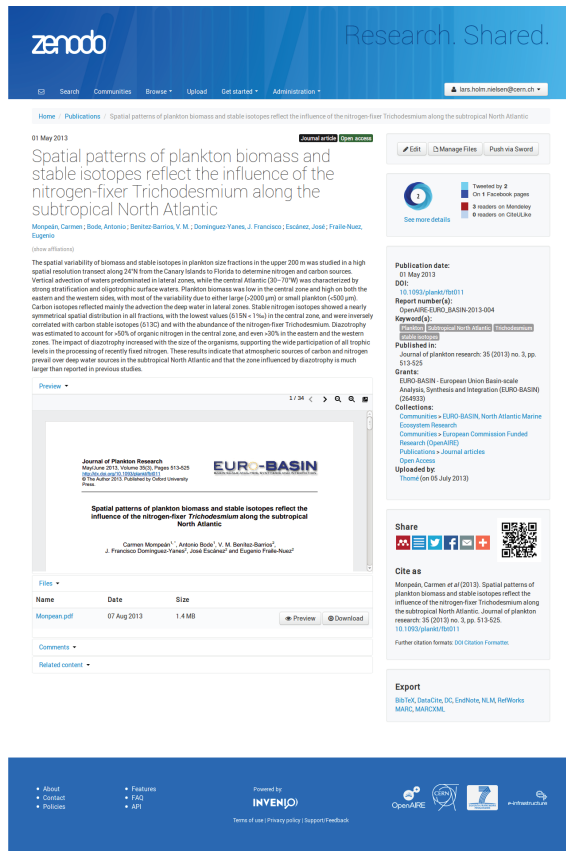 zenodo
Research. Shared.
Search Communities Browse Upload Get started Administration
lars.holm.nielsen@cern.ch
Home / Publications / Spatial patterns of plankton biomass and stable isotopes reflect the influence of the nitrogen-fixer Trichodesmium along the subtropical North Atlantic
01 May 2013
Journal article Open access
Spatial patterns of plankton biomass and
stable isotopes reflect the influence of the
nitrogen-fixer Trichodesmium along the
subtropical North Atlantic
Monpeán, Carmen ; Bode, Antonio ; Benítez-Barrios, V. M. ; Domínguez-Yanes, J. Francisco ; Escánez, José ; Fraile-Nuez,
Eugenio
(show affiliations)
The spatial variability of biomass and stable isotopes in plankton size fractions in the upper 200 m was studied in a high
spatial resolution transect along 24°N from the Canary Islands to Florida to determine nitrogen and carbon sources.
Vertical advection of waters predominated in lateral zones, while the central Atlantic (30–70°W) was characterized by
strong stratification and oligotrophic surface waters. Plankton biomass was low in the central zone and high on both the
eastern and the western sides, with most of the variability due to either large (>2000 µm) or small plankton (<500 µm).
Carbon isotopes reflected mainly the advection of the deep water in lateral zones. Stable nitrogen isotopes showed a nearly
symmetrical spatial distribution in all fractions, with the lowest values (δ15N < 1‰) in the central zone, and were inversely
correlated with carbon stable isotopes (δ13C) and with the abundance of the nitrogen-fixer Trichodesmium. Diazotrophy
was estimated to account for >50% of organic nitrogen in the central zone, and even >30% in the eastern and the western
zones. The impact of diazotrophy increased with the size of the organisms, supporting the wide participation of all trophic
levels in the processing of recently fixed nitrogen. These results indicate that atmospheric sources of carbon and nitrogen
prevail over deep water sources in the subtropical North Atlantic and that the zone influenced by diazotrophy is much
larger than reported in previous studies.
Preview
1 / 34
Journal of Plankton Research
May/June 2013, Volume 35(3), Pages 513-525
http://dx.doi.org/10.1093/plankt/fbt011
© The Author 2013. Published by Oxford University
Press.
EURO-BASIN
Spatial patterns of plankton biomass and stable isotopes reflect the
influence of the nitrogen-fixer Trichodesmium along the subtropical
North Atlantic
Carmen Mompeán1,*, Antonio Bode1, V. M. Benítez-Barrios2,
J. Francisco Domínguez-Yanes2, José Escánez2 and Eugenio Fraile-Nuez2
Files
Name Date Size
Monpean.pdf 07 Aug 2013 1.4 MB Preview Download
Comments
Related content
Edit Manage Files Push via Sword
2
See more details
Tweeted by 2
On 1 Facebook pages
3 readers on Mendeley
0 readers on CiteULike
Publication date:
01 May 2013
DOI:
10.1093/plankt/fbt011
Report number(s):
OpenAIRE-EURO_BASIN-2013-004
Keyword(s):
Plankton Subtropical North Atlantic Trichodesmium
stable isotopes
Published in:
Journal of plankton research: 35 (2013) no. 3, pp.
513-525
Grants:
EURO-BASIN - European Union Basin-scale
Analysis, Synthesis and Integration (EURO-BASIN)
(264933)
Collections:
Communities > EURO-BASIN, North Atlantic Marine
Ecosystem Research
Communities > European Commission Funded
Research (OpenAIRE)
Publications > Journal articles
Open Access
Uploaded by:
Thomé (on 05 July 2013)
Share
Cite as
Monpeán, Carmen et al (2013). Spatial patterns of
plankton biomass and stable isotopes reflect the
influence of the nitrogen-fixer Trichodesmium along
the subtropical North Atlantic. Journal of plankton
research: 35 (2013) no. 3, pp. 513-525.
10.1093/plankt/fbt011
Further citation formats: DOI Citation Formatter.
Export
BibTeX, DataCite, DC, EndNote, NLM, RefWorks
MARC, MARCXML
About
Contact
Policies
Features
FAQ
API
Powered by
INVENIO
Terms of use | Privacy policy | Support/Feedback
OpenAIRE
CERN
e-infrastructure